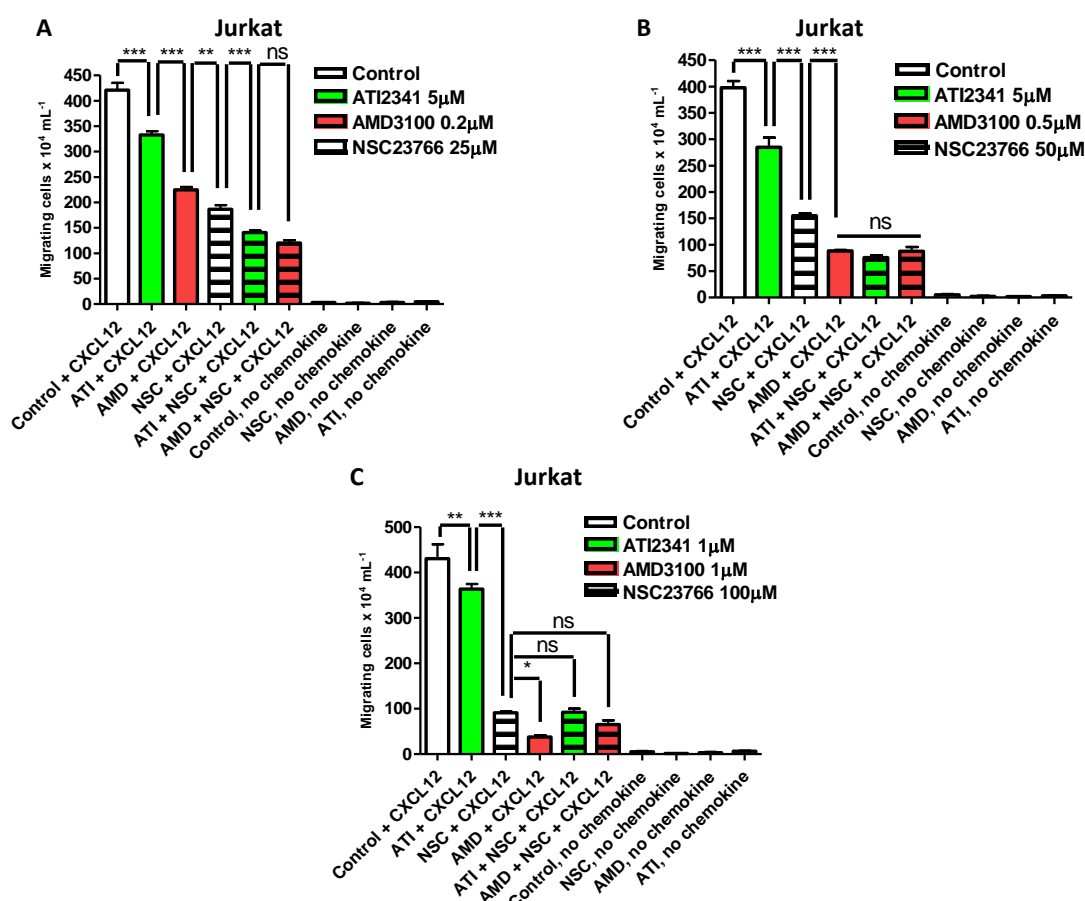 A
Jurkat
*** *** ** *** ns
Control
ATI2341 5μM
AMD3100 0.2μM
NSC23766 25μM
Migrating cells x 10⁴ mL⁻¹
450
400
350
300
250
200
150
100
50
0
Control + CXCL12
ATI + CXCL12
AMD + CXCL12
NSC + CXCL12
ATI + NSC + CXCL12
AMD + NSC + CXCL12
Control, no chemokine
NSC, no chemokine
AMD, no chemokine
ATI, no chemokine
B
Jurkat
*** *** ***
ns
Control
ATI2341 5μM
AMD3100 0.5μM
NSC23766 50μM
Migrating cells x 10⁴ mL⁻¹
450
400
350
300
250
200
150
100
50
0
Control + CXCL12
ATI + CXCL12
NSC + CXCL12
AMD + CXCL12
ATI + NSC + CXCL12
AMD + NSC + CXCL12
Control, no chemokine
NSC, no chemokine
AMD, no chemokine
ATI, no chemokine
C
Jurkat
** ***
ns
ns
*
Control
ATI2341 1μM
AMD3100 1μM
NSC23766 100μM
Migrating cells x 10⁴ mL⁻¹
500
400
300
200
100
0
Control + CXCL12
ATI + CXCL12
NSC + CXCL12
AMD + CXCL12
ATI + NSC + CXCL12
AMD + NSC + CXCL12
Control, no chemokine
NSC, no chemokine
AMD, no chemokine
ATI, no chemokine